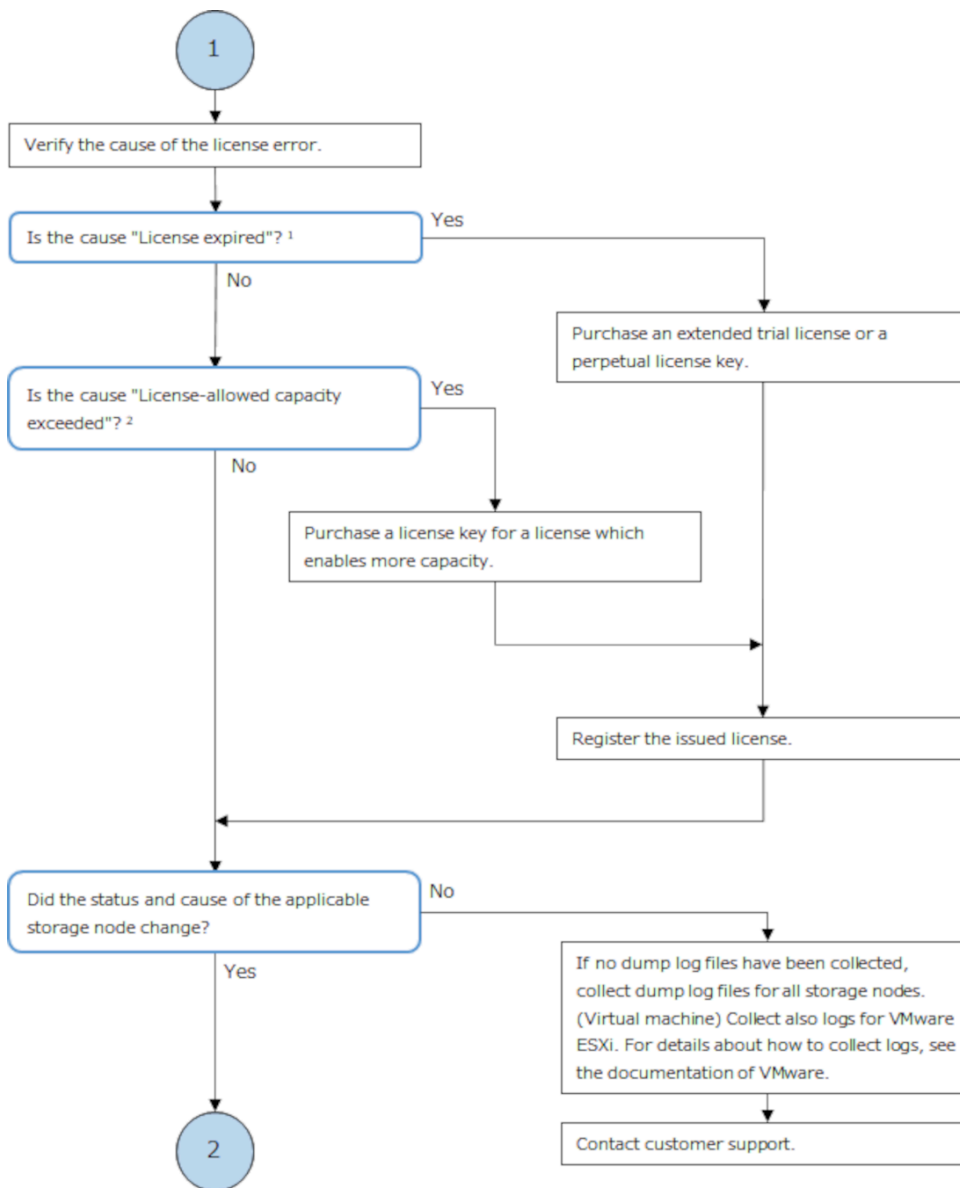 1
Verify the cause of the license error.
Is the cause "License expired"? ¹
Yes
No
Purchase an extended trial license or a
perpetual license key.
Is the cause "License-allowed capacity
exceeded"? ²
Yes
No
Purchase a license key for a license which
enables more capacity.
Register the issued license.
Did the status and cause of the applicable
storage node change?
No
Yes
If no dump log files have been collected,
collect dump log files for all storage nodes.
(Virtual machine) Collect also logs for VMware
ESXi. For details about how to collect logs, see
the documentation of VMware.
Contact customer support.
2